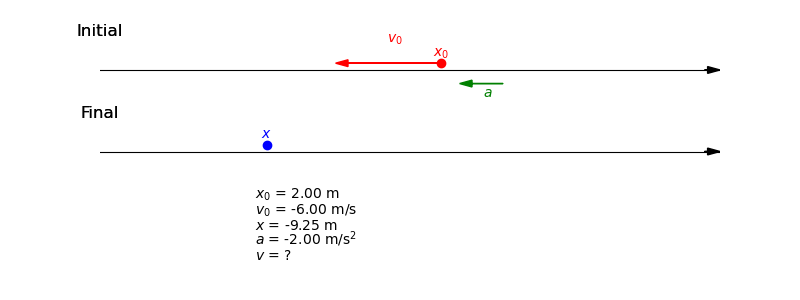 Initial
v₀
x₀
a
Final
x
x₀ = 2.00 m
v₀ = -6.00 m/s
x = -9.25 m
a = -2.00 m/s²
v = ?